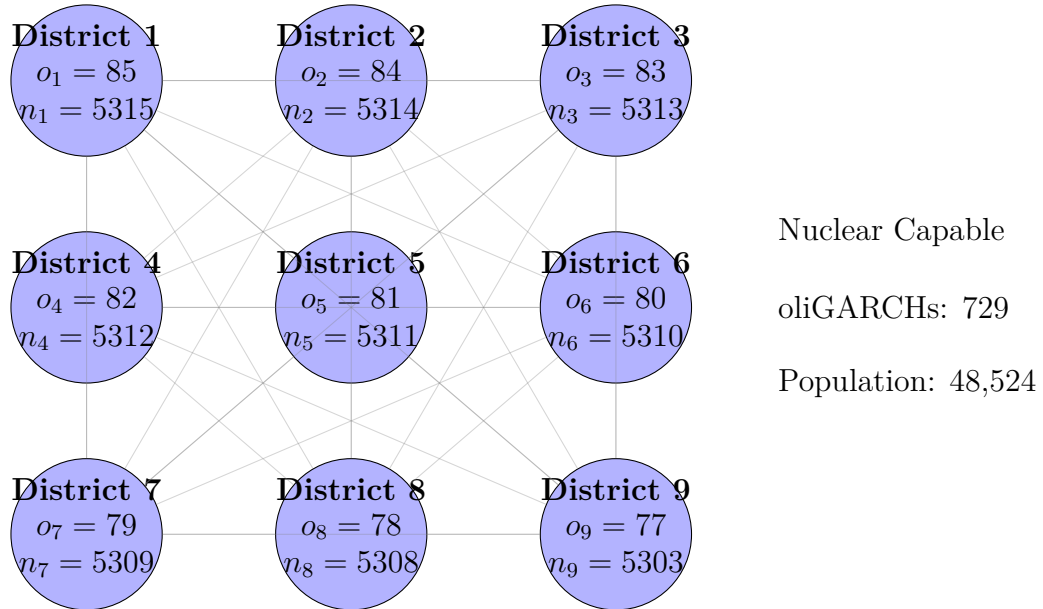 District 1
o₁ = 85
n₁ = 5315
District 2
o₂ = 84
n₂ = 5314
District 3
o₃ = 83
n₃ = 5313
District 4
o₄ = 82
n₄ = 5312
District 5
o₅ = 81
n₅ = 5311
District 6
o₆ = 80
n₆ = 5310
District 7
o₇ = 79
n₇ = 5309
District 8
o₈ = 78
n₈ = 5308
District 9
o₉ = 77
n₉ = 5303
Nuclear Capable
oliGARCHs: 729
Population: 48,524